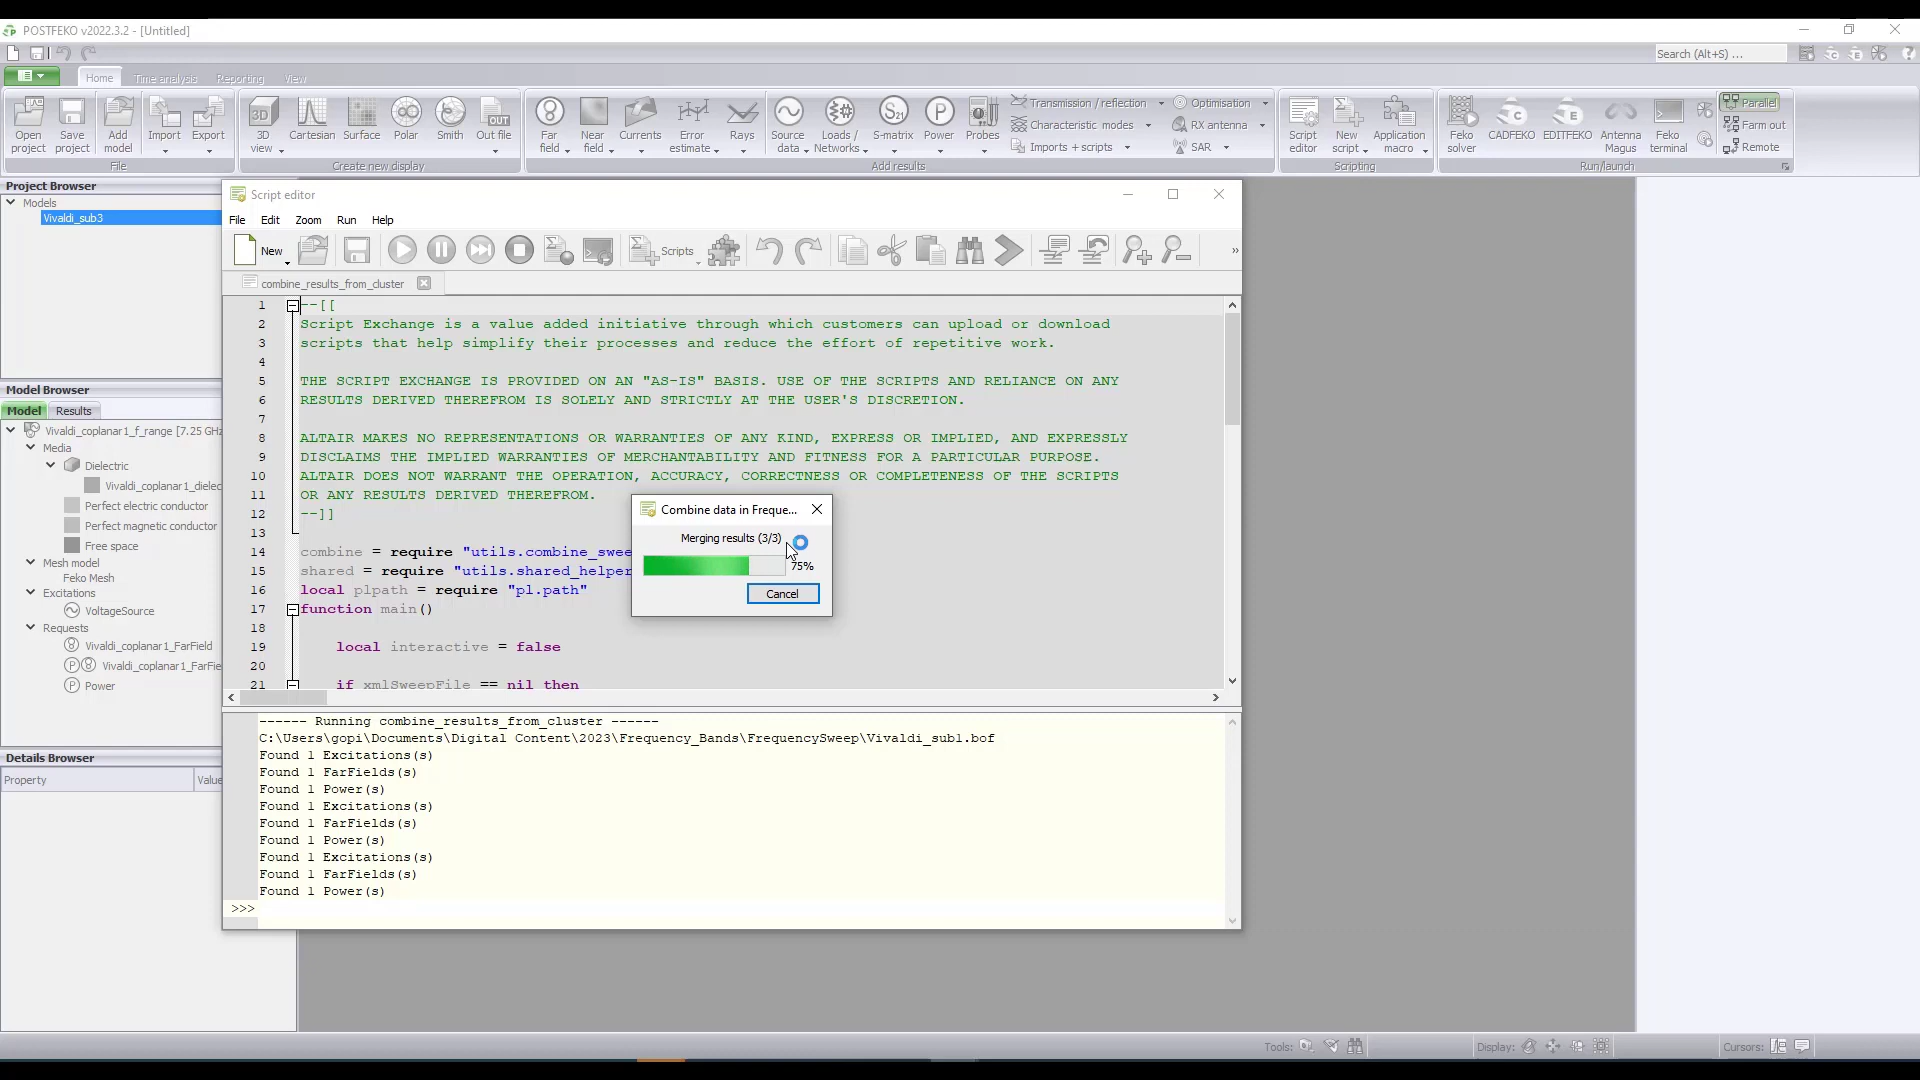 POSTFEKO v2022.3.2 - [Untitled]
Search (Alt+S) ...
Home Time analysis Reporting View
Open project
Save project
Add model
Import
Export
File
3D view
Cartesian
Surface
Polar
Smith
Out file
Create new display
Far field
Near field
Currents
Error estimate
Rays
Source data
Loads / Networks
S-matrix
Power
Probes
Transmission / reflection
Characteristic modes
Imports + scripts
Optimisation
RX antenna
SAR
Add results
Script editor
New script
Application macro
Scripting
Feko solver
CADFEKO
EDITFEKO
Antenna Magus
Feko terminal
Parallel
Farm out
Remote
Run/launch
Project Browser
Models
Vivaldi_sub3
Model Browser
Model Results
Vivaldi_coplanar1_f_range [7.25 GHz
Media
Dielectric
Vivaldi_coplanar1_dielec
Perfect electric conductor
Perfect magnetic conductor
Free space
Mesh model
Feko Mesh
Excitations
VoltageSource
Requests
Vivaldi_coplanar1_FarField
Vivaldi_coplanar1_FarFie
Power
Details Browser
Property Value
Script editor
File Edit Zoom Run Help
New
Scripts
»
combine_results_from_cluster
1 --[[
2 Script Exchange is a value added initiative through which customers can upload or download
3 scripts that help simplify their processes and reduce the effort of repetitive work.
4
5 THE SCRIPT EXCHANGE IS PROVIDED ON AN "AS-IS" BASIS. USE OF THE SCRIPTS AND RELIANCE ON ANY
6 RESULTS DERIVED THEREFROM IS SOLELY AND STRICTLY AT THE USER'S DISCRETION.
7
8 ALTAIR MAKES NO REPRESENTATIONS OR WARRANTIES OF ANY KIND, EXPRESS OR IMPLIED, AND EXPRESSLY
9 DISCLAIMS THE IMPLIED WARRANTIES OF MERCHANTABILITY AND FITNESS FOR A PARTICULAR PURPOSE.
10 ALTAIR DOES NOT WARRANT THE OPERATION, ACCURACY, CORRECTNESS OR COMPLETENESS OF THE SCRIPTS
11 OR ANY RESULTS DERIVED THEREFROM.
12 --]]
13
14 combine = require "utils.combine_swee
15 shared = require "utils.shared_helper
16 local plpath = require "pl.path"
17 function main()
18
19 local interactive = false
20
21 if xmlSweepFile == nil then
Combine data in Freque...
Merging results (3/3)
75%
Cancel
------ Running combine_results_from_cluster ------
C:\Users\gopi\Documents\Digital Content\2023\Frequency_Bands\FrequencySweep\Vivaldi_sub1.bof
Found 1 Excitations(s)
Found 1 FarFields(s)
Found 1 Power(s)
Found 1 Excitations(s)
Found 1 FarFields(s)
Found 1 Power(s)
Found 1 Excitations(s)
Found 1 FarFields(s)
Found 1 Power(s)
>>>
Tools: Display: Cursors: